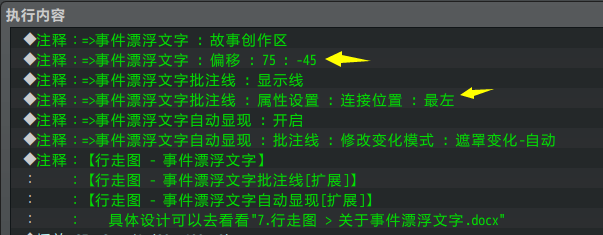 执行内容
◆注释：=>事件漂浮文字 : 故事创作区
◆注释：=>事件漂浮文字 : 偏移 : 75 : -45
◆注释：=>事件漂浮文字批注线 : 显示线
◆注释：=>事件漂浮文字批注线 : 属性设置 : 连接位置 : 最左
◆注释：=>事件漂浮文字自动显现 : 开启
◆注释：=>事件漂浮文字自动显现 : 批注线 : 修改变化模式 : 遮罩变化-自动
◆注释：【行走图 - 事件漂浮文字】
：　　：【行走图 - 事件漂浮文字批注线[扩展]】
：　　：【行走图 - 事件漂浮文字自动显现[扩展]】
：　　：　具体设计可以去看看"7.行走图 > 关于事件漂浮文字.docx"